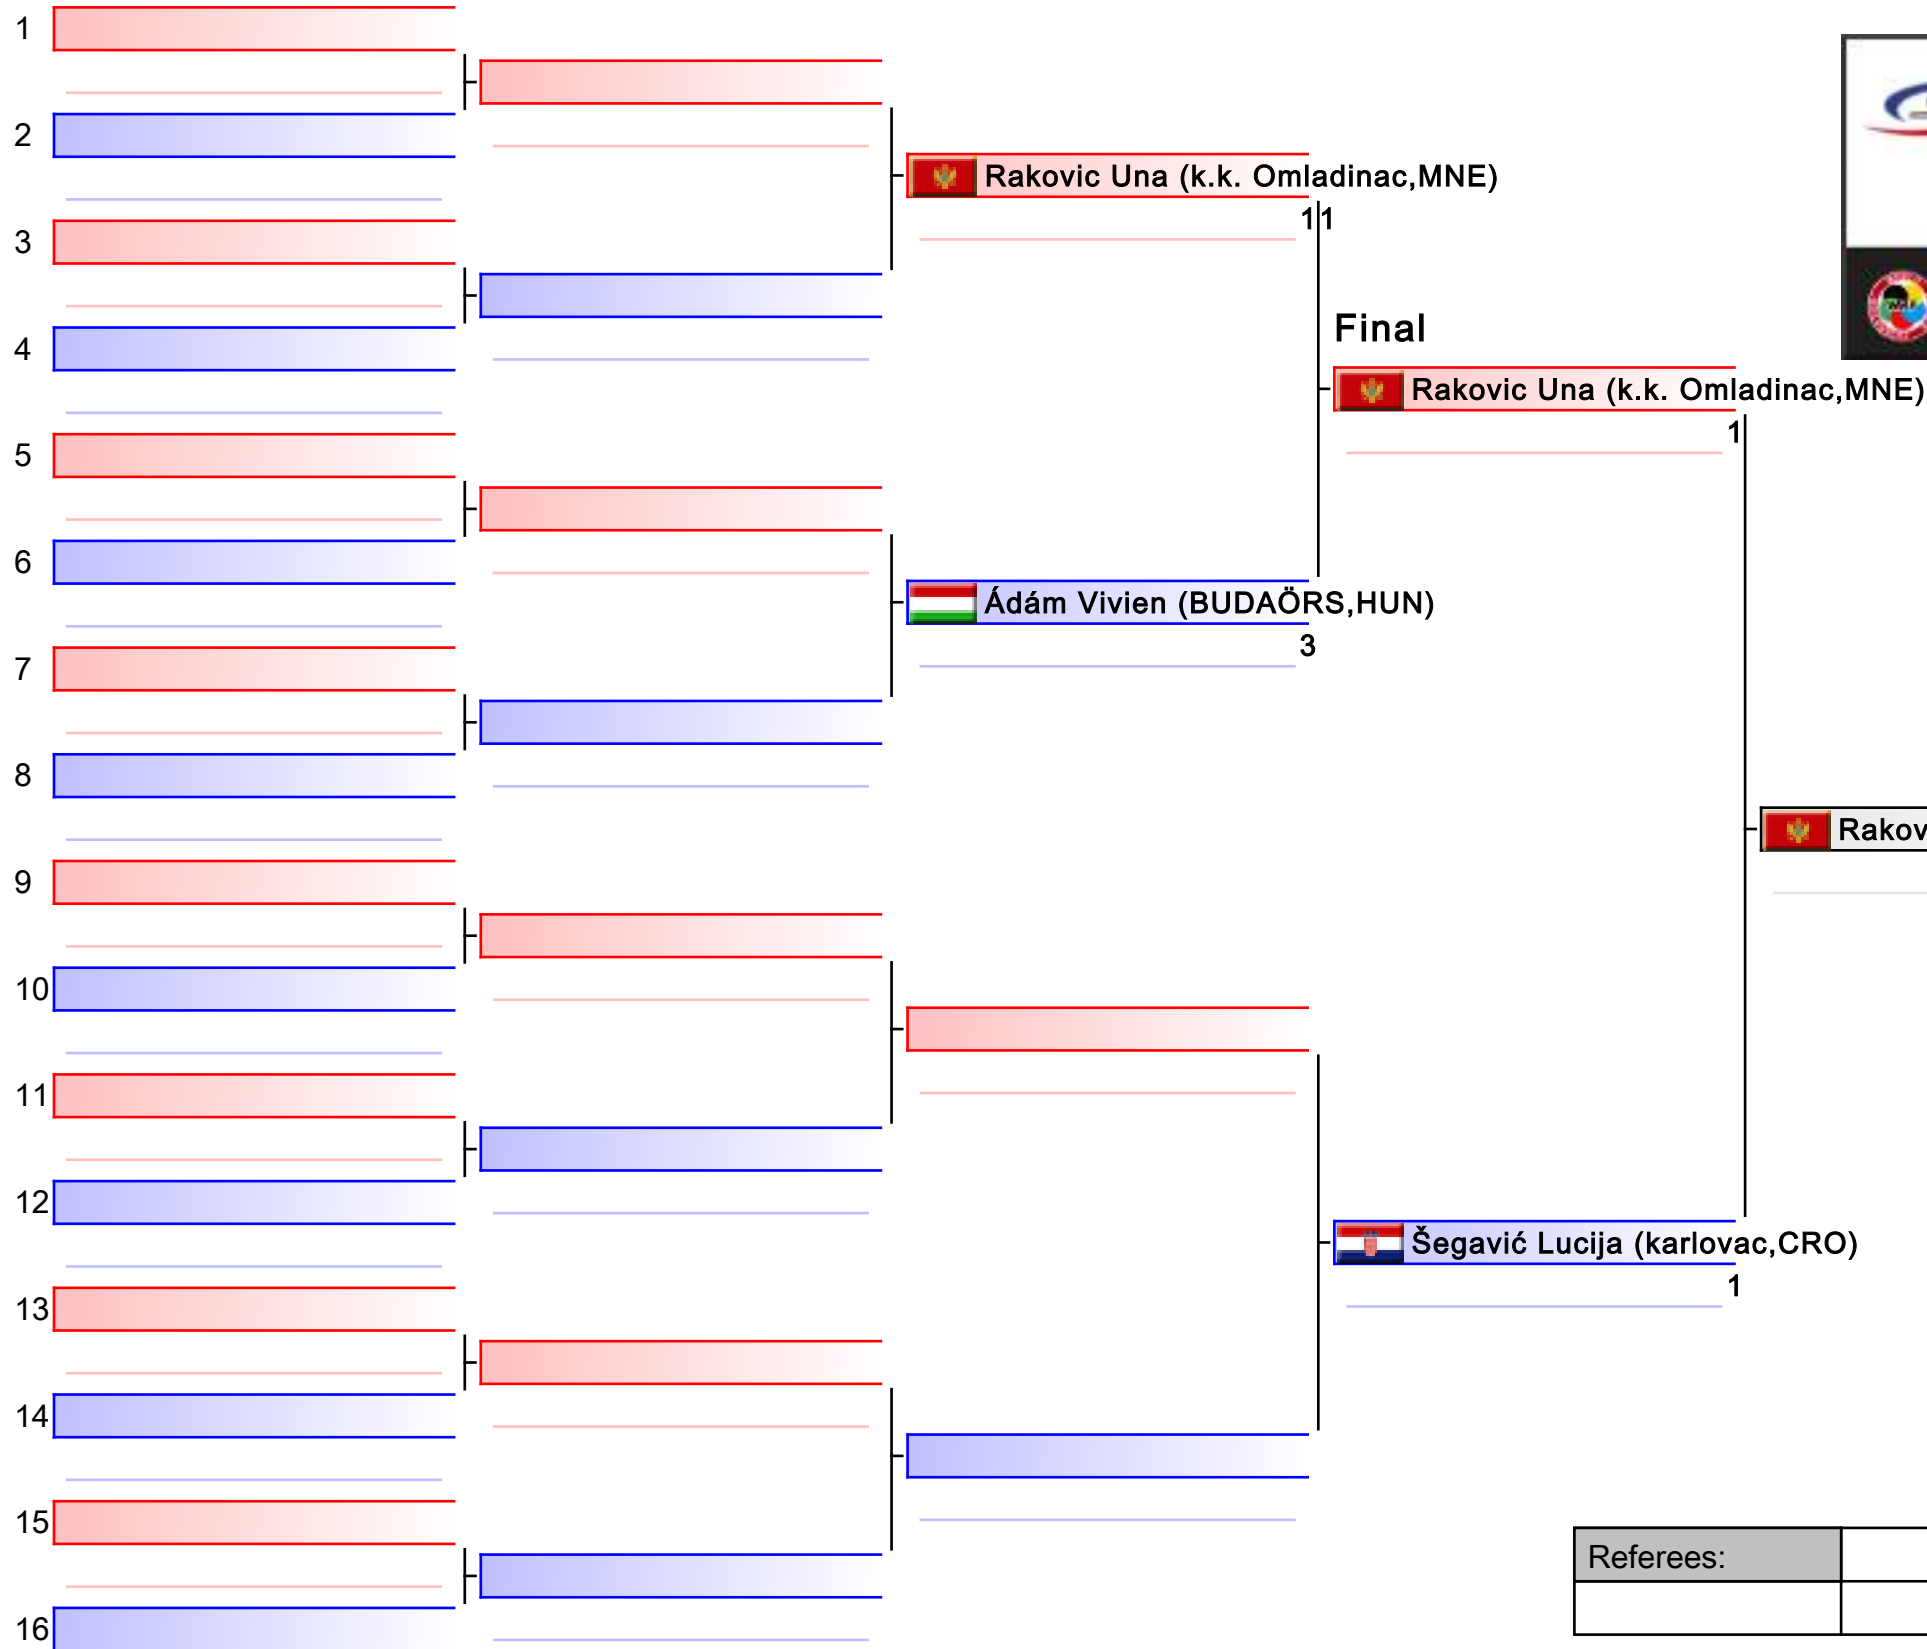 1
2
3
4
5
6
7
8
9
10
11
12
13
14
15
16
Rakovic Una (k.k. Omladinac,MNE)
11
Ádám Vivien (BUDAÖRS,HUN)
3
Final
Rakovic Una (k.k. Omladinac,MNE)
1
Šegavić Lucija (karlovac,CRO)
1
Rakov
Referees: